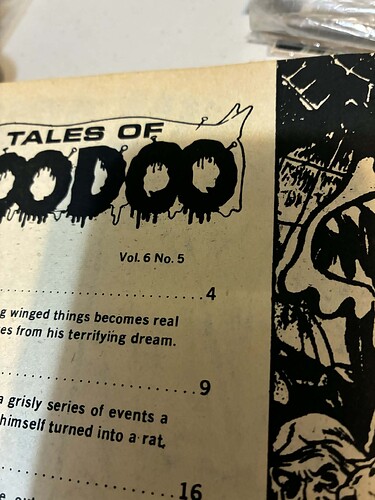 TALES OF
OODOO
Vol. 6 No. 5
4
g winged things becomes real
es from his terrifying dream.
9
a grisly series of events a
himself turned into a rat.
16